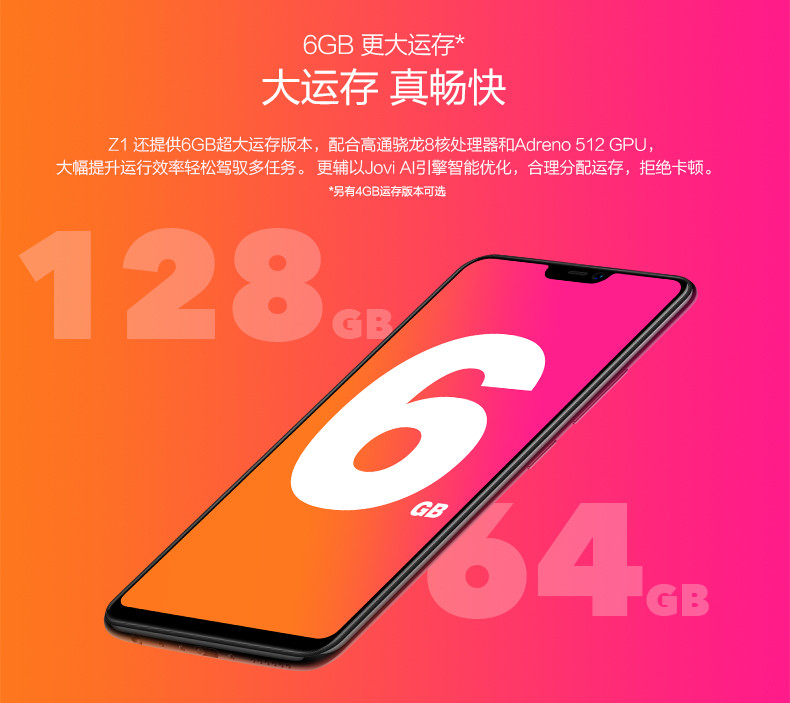 6GB 更大运存*
大运存 真畅快
Z1 还提供6GB超大运存版本，配合高通骁龙8核处理器和Adreno 512 GPU，
大幅提升运行效率轻松驾驭多任务。 更辅以Jovi AI引擎智能优化，合理分配运存，拒绝卡顿。
*另有4GB运存版本可选
128GB
6GB
64GB